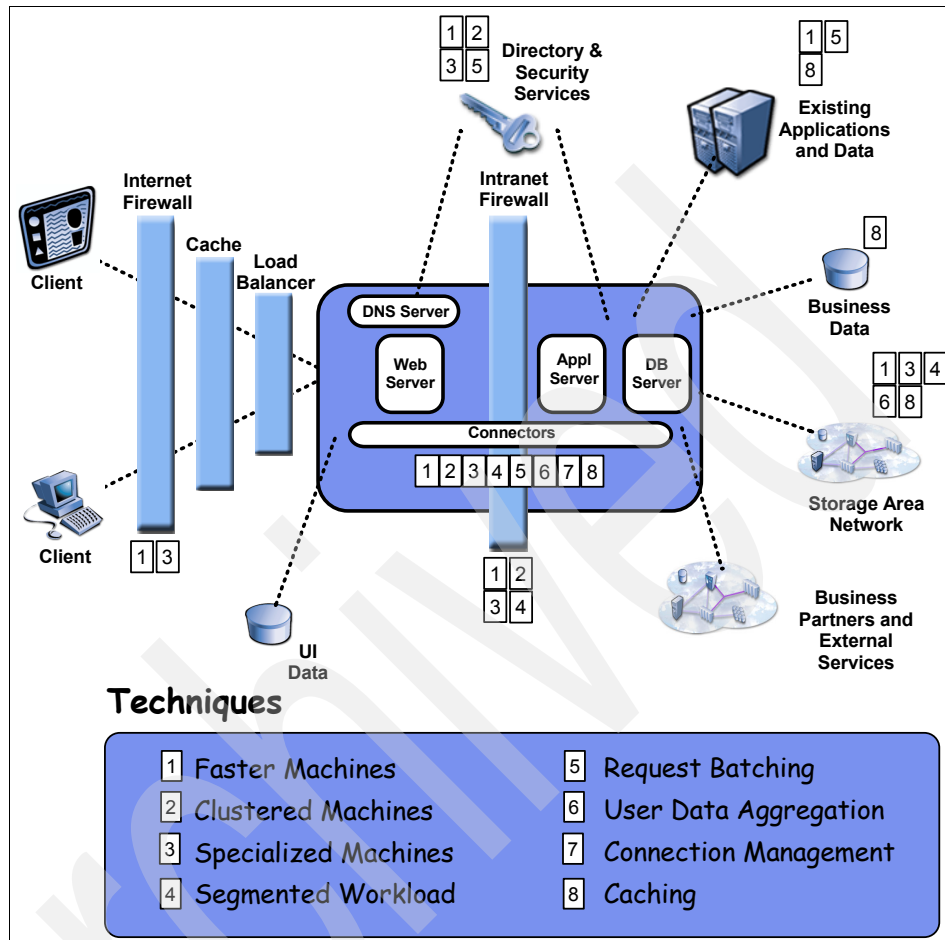 1 2
3 5
Directory &
Security
Services
1 5
8
Existing
Applications
and Data
Internet
Firewall
Cache
Load
Balancer
Intranet
Firewall
Client
8
Business
Data
DNS Server
Web
Server
Appl
Server
DB
Server
Connectors
1 2 3 4 5 6 7 8
1 3 4
6 8
Storage Area
Network
Client
1 3
1 2
3 4
UI
Data
Business
Partners and
External
Services
Techniques
1 Faster Machines
2 Clustered Machines
3 Specialized Machines
4 Segmented Workload
5 Request Batching
6 User Data Aggregation
7 Connection Management
8 Caching